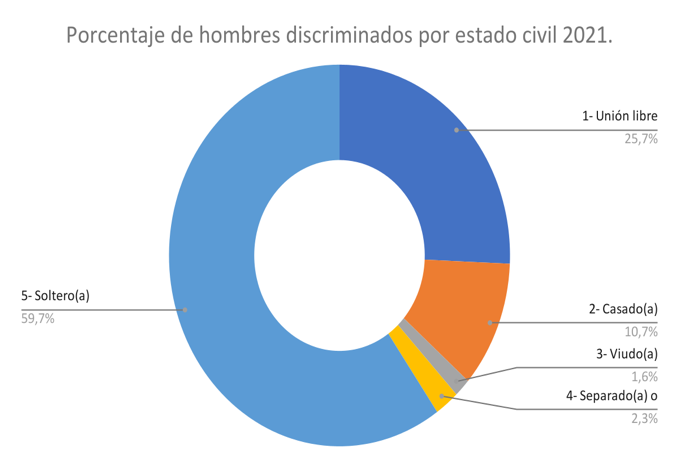 Porcentaje de hombres discriminados por estado civil 2021.
1- Unión libre
25,7%
5- Soltero(a)
59,7%
2- Casado(a)
10,7%
3- Viudo(a)
1,6%
4- Separado(a) o
2,3%